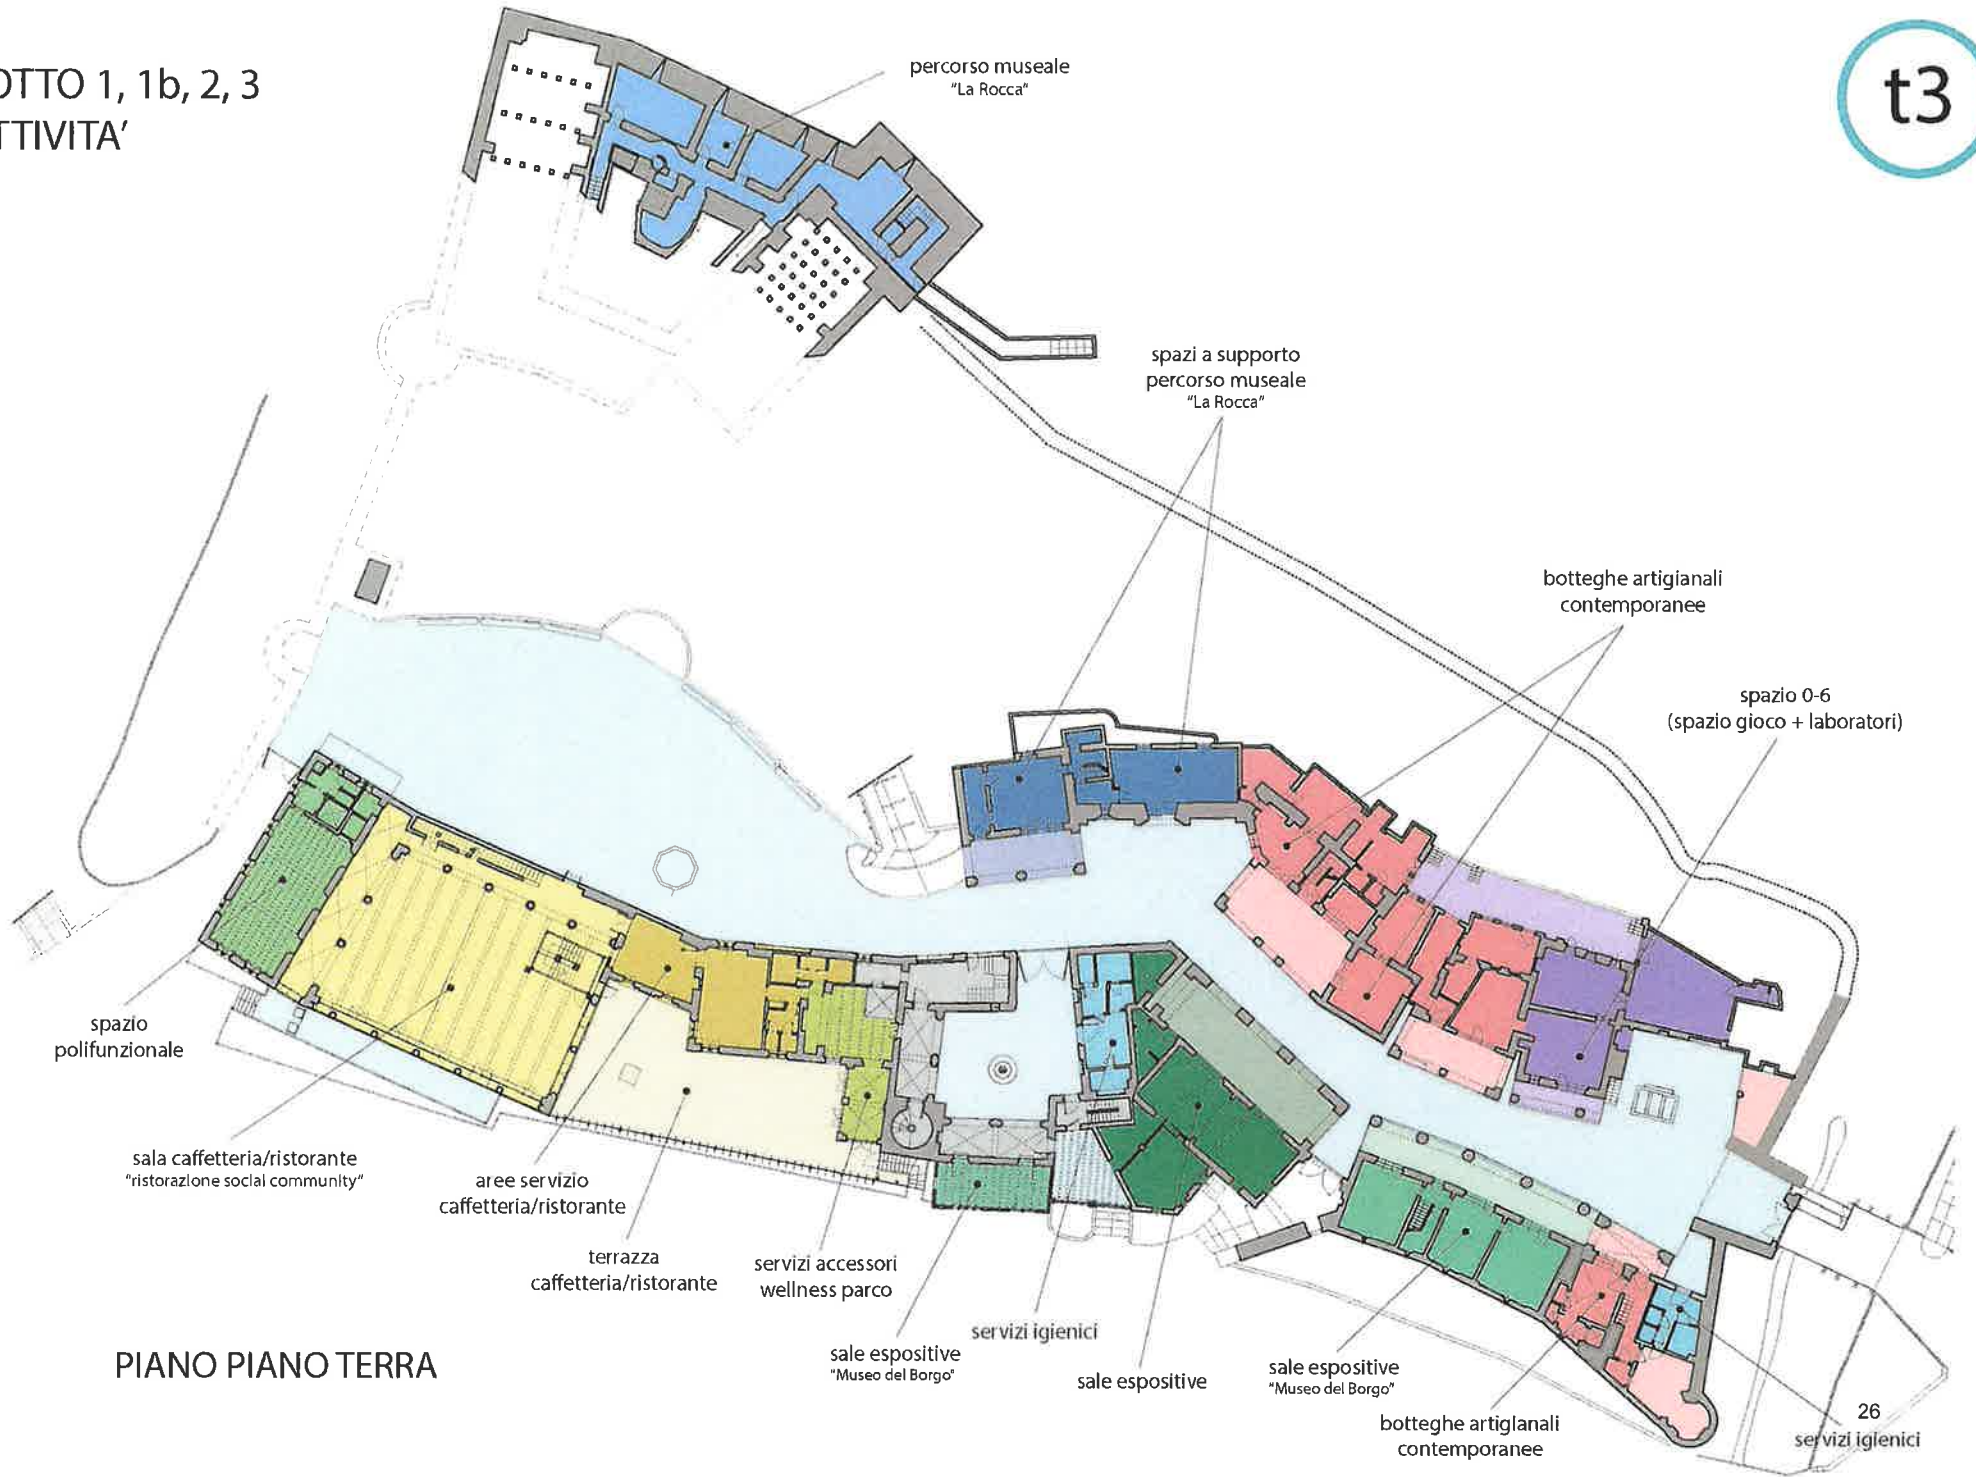 OTTO 1, 1b, 2, 3
TTIVITA'
t3
percorso museale
"La Rocca"
spazi a supporto
percorso museale
"La Rocca"
botteghe artigianali
contemporanee
spazio 0-6
(spazio gioco + laboratori)
spazio
polifunzionale
sala caffetteria/ristorante
"ristorazione social community"
aree servizio
caffetteria/ristorante
terrazza
caffetteria/ristorante
servizi accessori
wellness parco
sale espositive
"Museo del Borgo"
servizi igienici
sale espositive
sale espositive
"Museo del Borgo"
botteghe artigianali
contemporanee
26
servizi igienici
PIANO PIANO TERRA